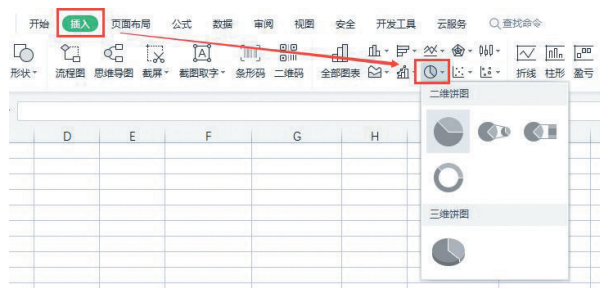 开始 插入 页面布局 公式 数据 审阅 视图 安全 开发工具 云服务 查找命令
形状 流程图 思维导图 截屏 截图取字 条形码 二维码 全部图表 折线 柱形 盈亏
二维饼图
D E F G H
三维饼图